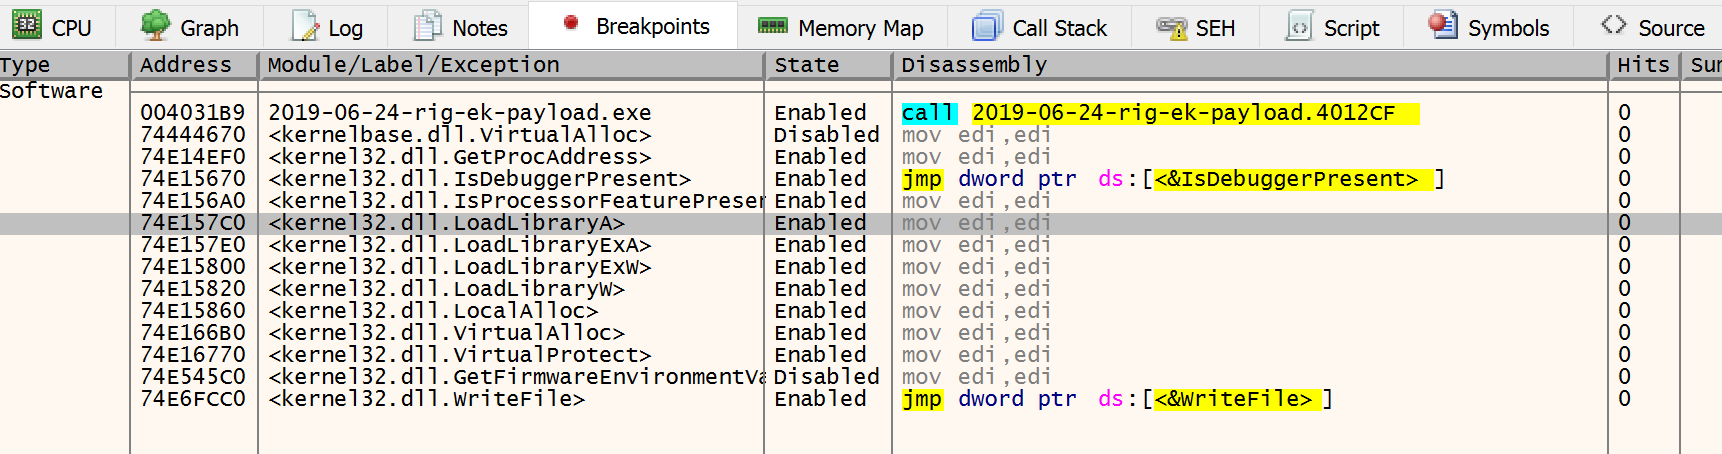 CPU Graph Log Notes Breakpoints Memory Map Call Stack SEH Script Symbols Source
Type Address Module/Label/Exception State Disassembly Hits Sum
Software
004031B9 2019-06-24-rig-ek-payload.exe Enabled call 2019-06-24-rig-ek-payload.4012CF 0
74444670 <kernelbase.dll.VirtualAlloc> Disabled mov edi,edi 0
74E14EF0 <kernel32.dll.GetProcAddress> Enabled mov edi,edi 0
74E15670 <kernel32.dll.IsDebuggerPresent> Enabled jmp dword ptr ds:[<&IsDebuggerPresent>] 0
74E156A0 <kernel32.dll.IsProcessorFeaturePreser Enabled mov edi,edi 0
74E157C0 <kernel32.dll.LoadLibraryA> Enabled mov edi,edi 0
74E157E0 <kernel32.dll.LoadLibraryExA> Enabled mov edi,edi 0
74E15800 <kernel32.dll.LoadLibraryExW> Enabled mov edi,edi 0
74E15820 <kernel32.dll.LoadLibraryW> Enabled mov edi,edi 0
74E15860 <kernel32.dll.LocalAlloc> Enabled mov edi,edi 0
74E166B0 <kernel32.dll.VirtualAlloc> Enabled mov edi,edi 0
74E16770 <kernel32.dll.VirtualProtect> Enabled mov edi,edi 0
74E545C0 <kernel32.dll.GetFirmwareEnvironmentVa Disabled mov edi,edi 0
74E6FCC0 <kernel32.dll.WriteFile> Enabled jmp dword ptr ds:[<&WriteFile>] 0